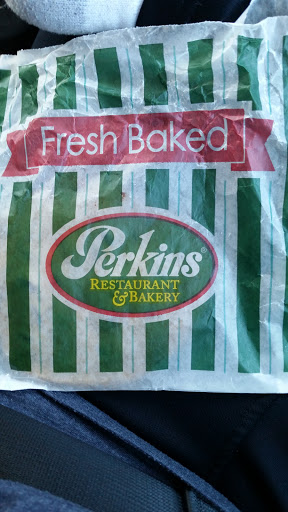 Fresh Baked
Perkins®
RESTAURANT
& BAKERY